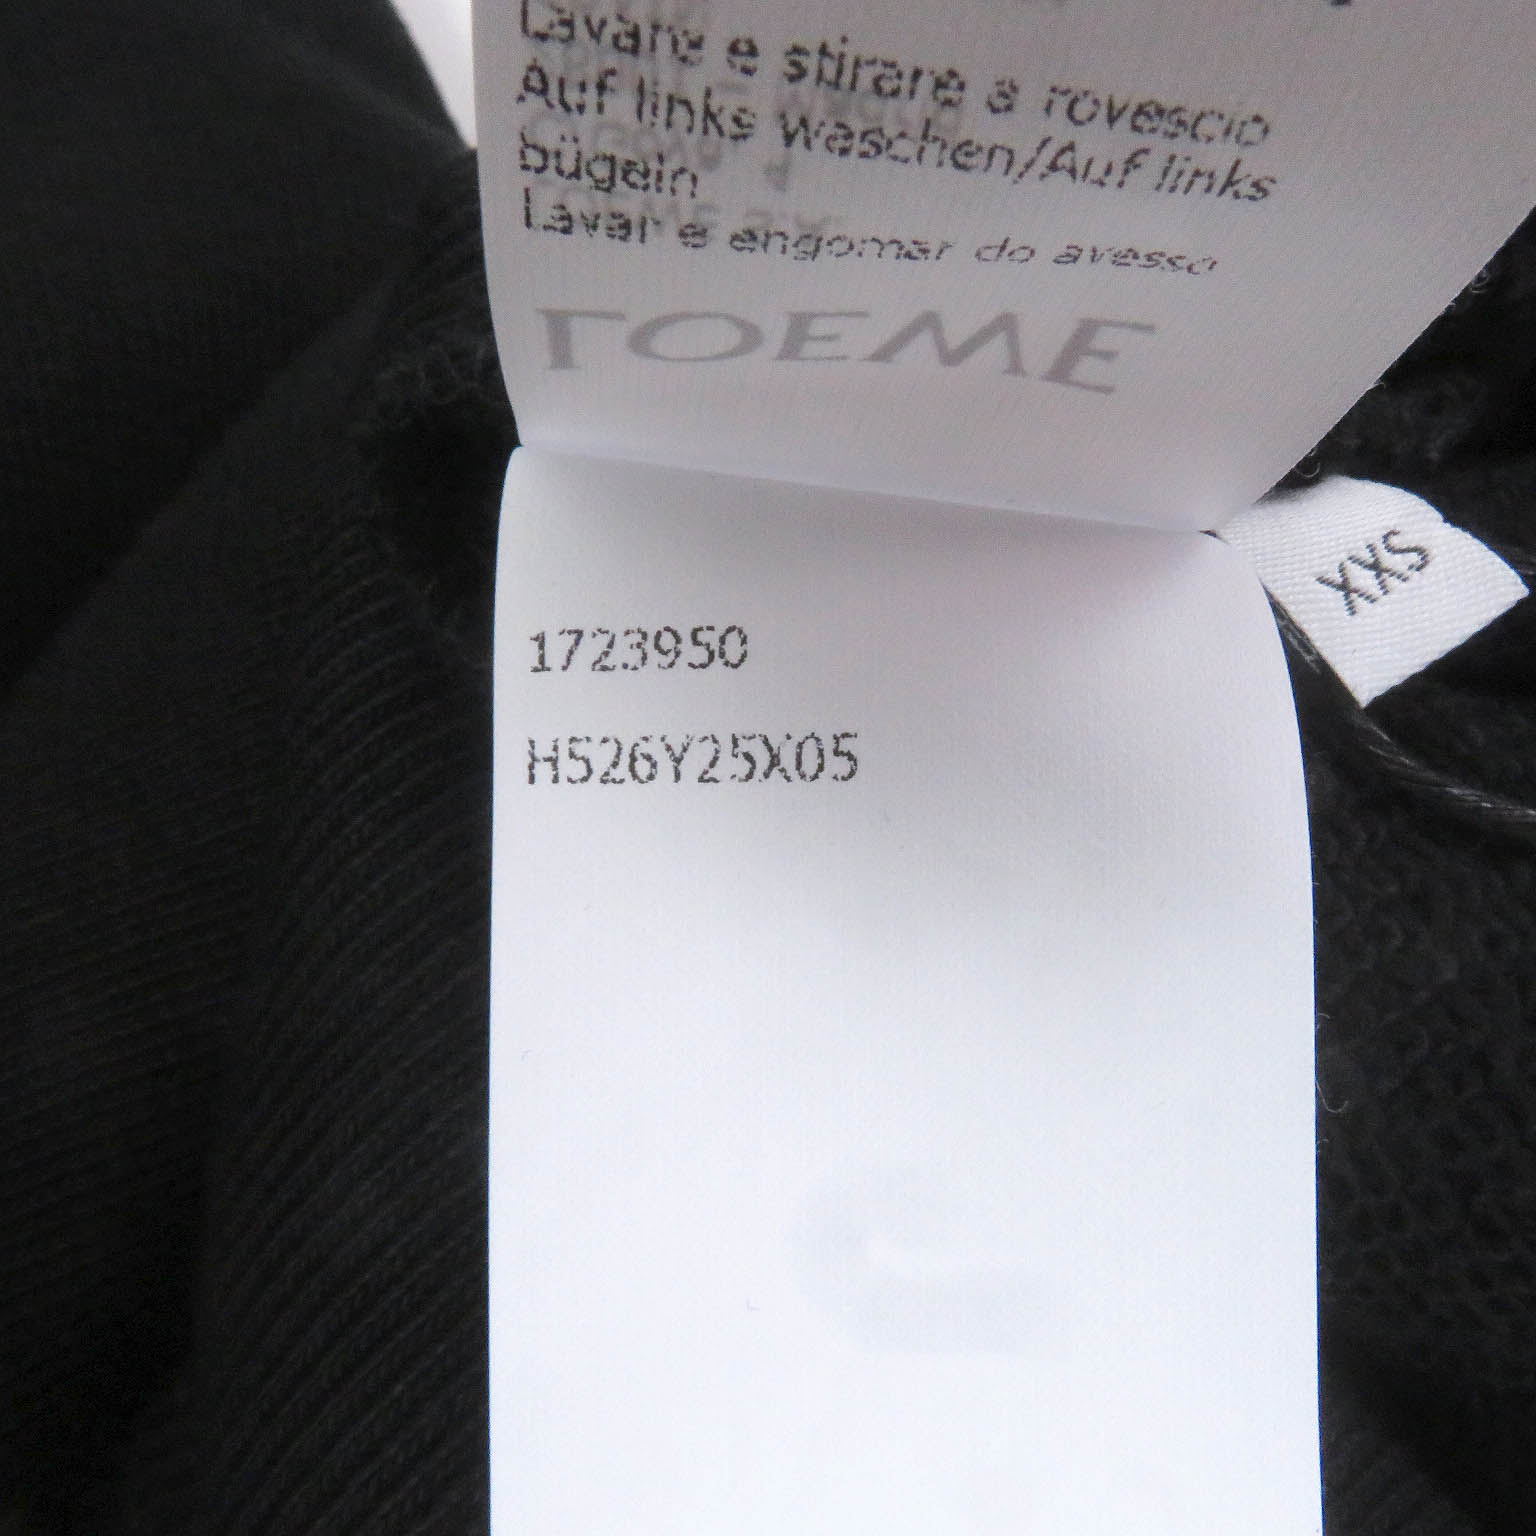 Lavare e stirare a rovescio
Auf links waschen/Auf links
bügeln
Lavar e engomar do avesso
LOEWE
XXS
1723950
H526Y25X05